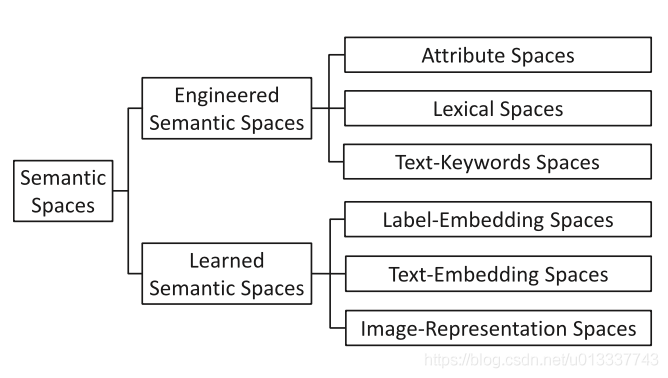 Semantic
Spaces
Engineered
Semantic Spaces
Attribute Spaces
Lexical Spaces
Text-Keywords Spaces
Learned
Semantic Spaces
Label-Embedding Spaces
Text-Embedding Spaces
Image-Representation Spaces
https://blog.csdn.net/u013337743